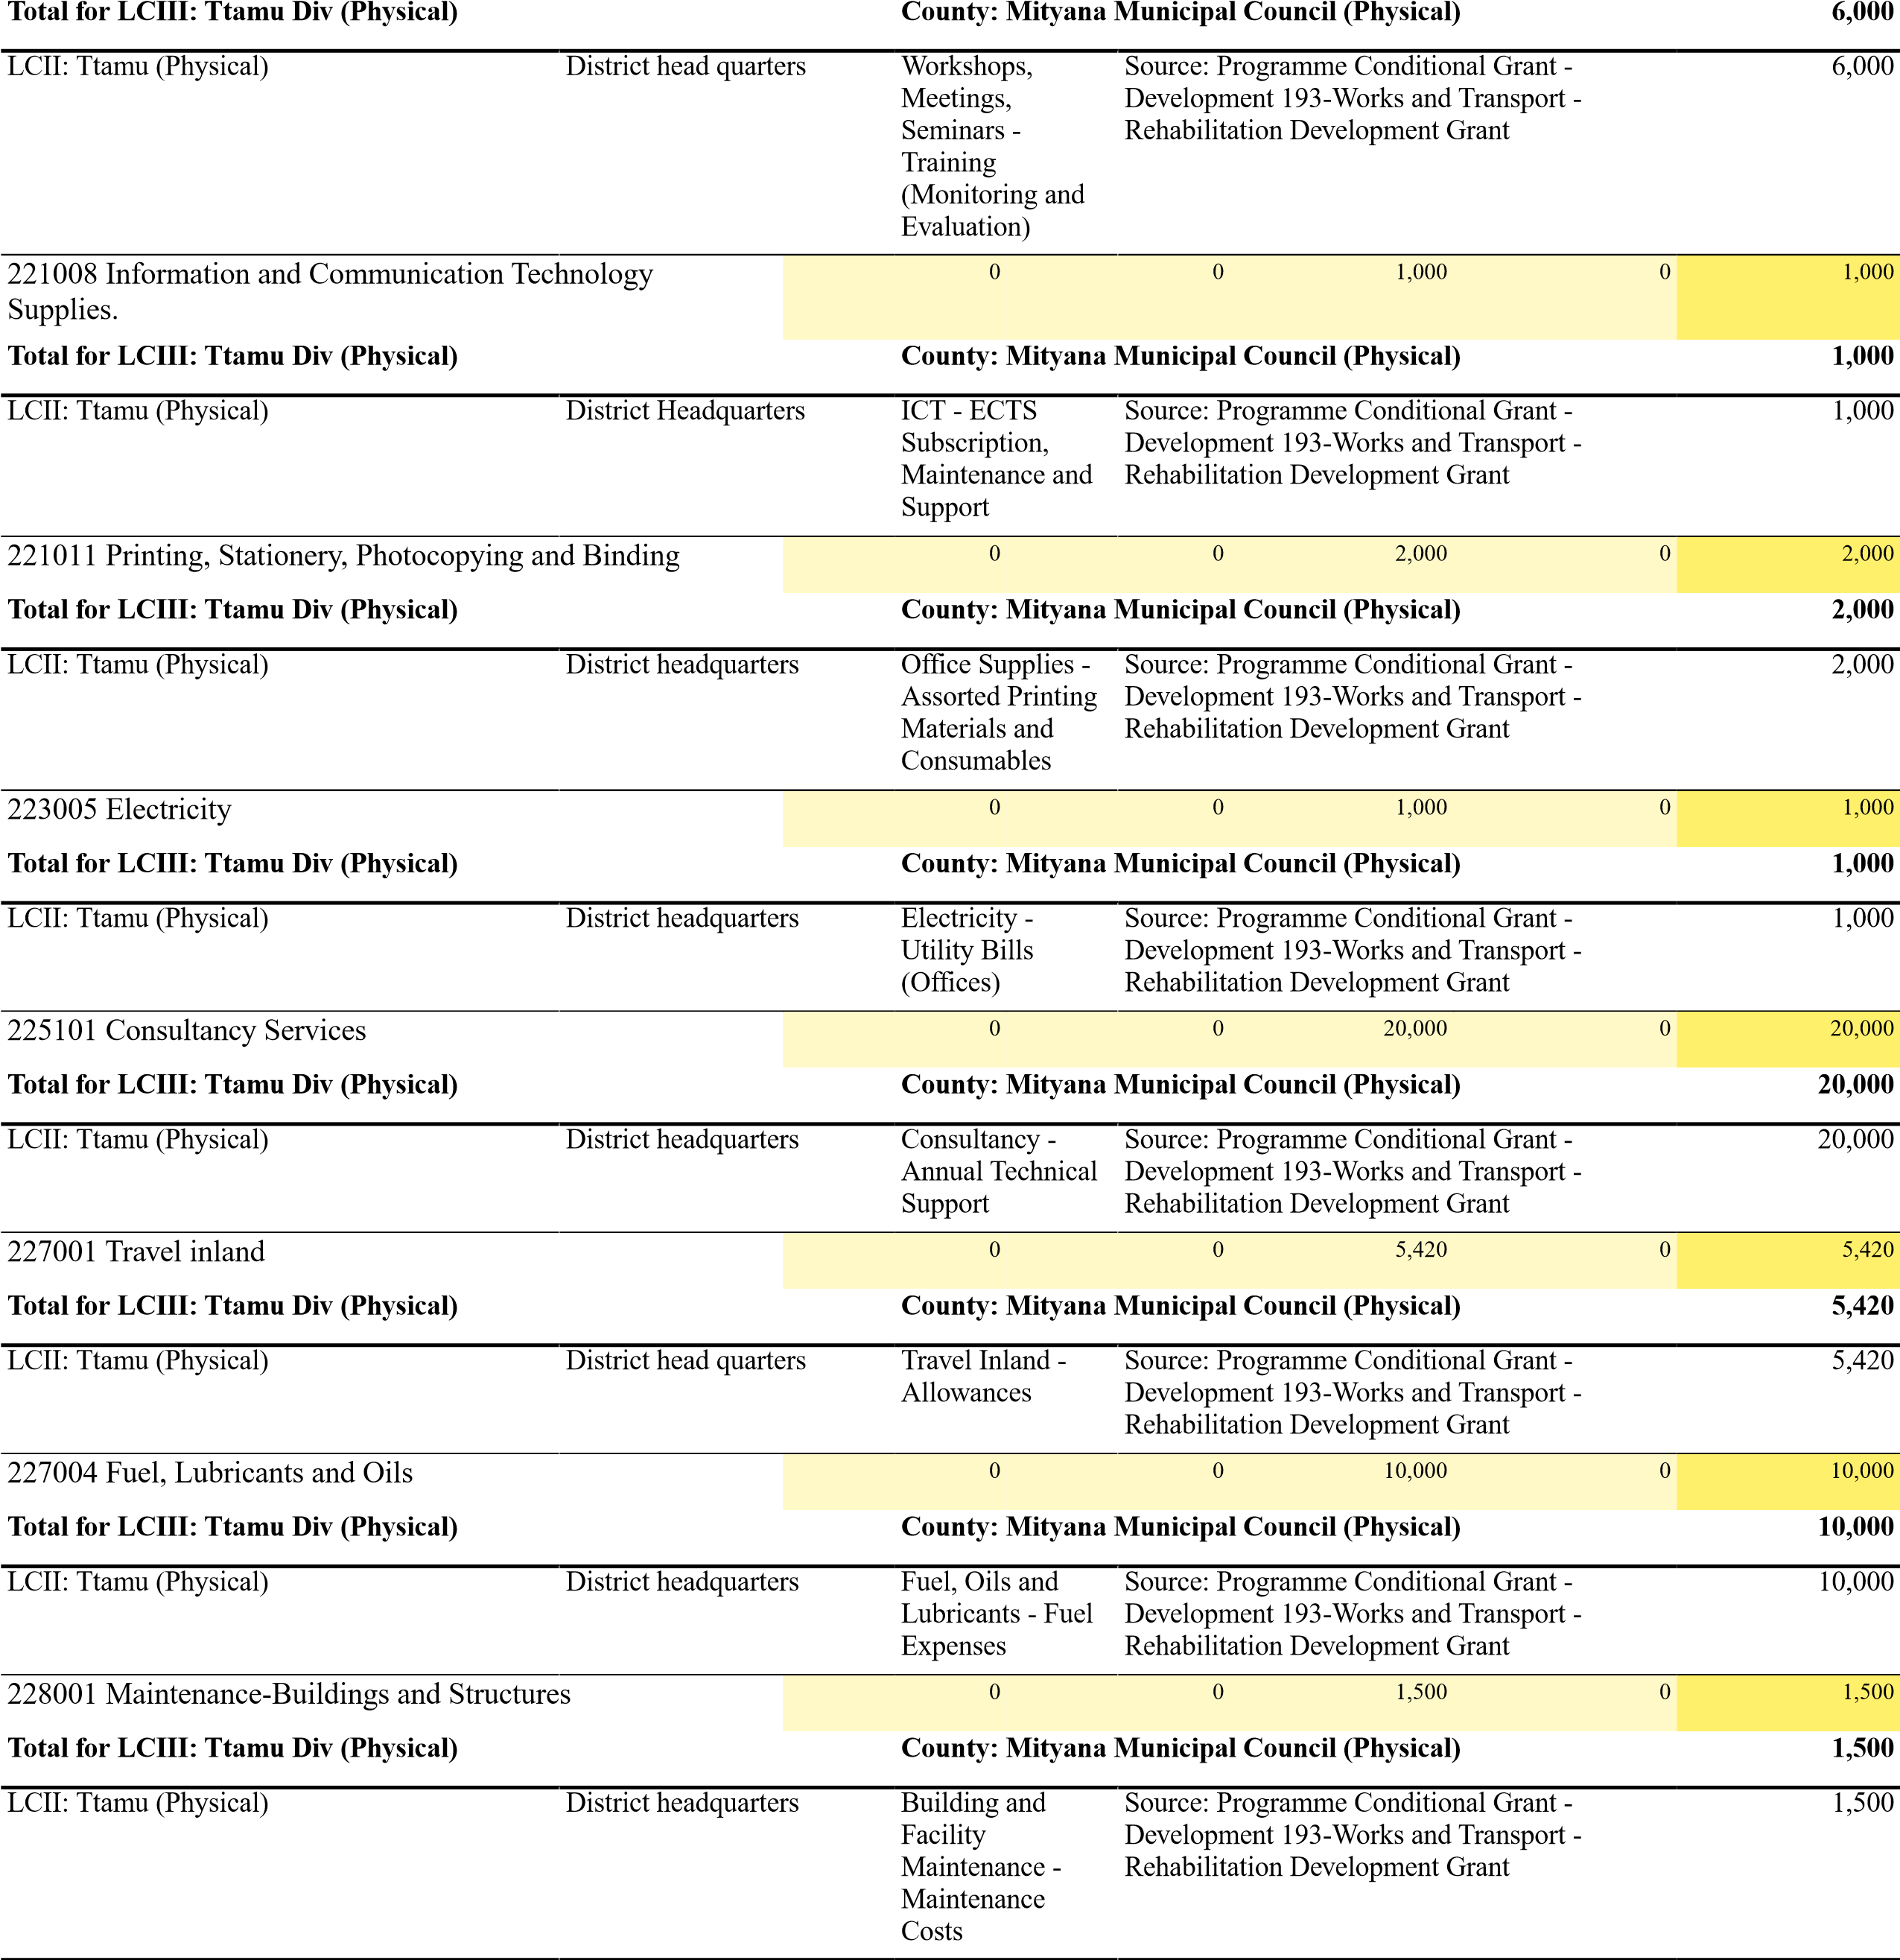 Total for LCIII: Ttamu Div (Physical) County: Mityana Municipal Council (Physical) 6,000
LCII: Ttamu (Physical) District head quarters Workshops, Source: Programme Conditional Grant - 6,000
Meetings, Development 193-Works and Transport -
Seminars - Rehabilitation Development Grant
Training
(Monitoring and
Evaluation)
221008 Information and Communication Technology 0 0 1,000 0 1,000
Supplies.
Total for LCIII: Ttamu Div (Physical) County: Mityana Municipal Council (Physical) 1,000
LCII: Ttamu (Physical) District Headquarters ICT - ECTS Source: Programme Conditional Grant - 1,000
Subscription, Development 193-Works and Transport -
Maintenance and Rehabilitation Development Grant
Support
221011 Printing, Stationery, Photocopying and Binding 0 0 2,000 0 2,000
Total for LCIII: Ttamu Div (Physical) County: Mityana Municipal Council (Physical) 2,000
LCII: Ttamu (Physical) District headquarters Office Supplies - Source: Programme Conditional Grant - 2,000
Assorted Printing Development 193-Works and Transport -
Materials and Rehabilitation Development Grant
Consumables
223005 Electricity 0 0 1,000 0 1,000
Total for LCIII: Ttamu Div (Physical) County: Mityana Municipal Council (Physical) 1,000
LCII: Ttamu (Physical) District headquarters Electricity - Source: Programme Conditional Grant - 1,000
Utility Bills Development 193-Works and Transport -
(Offices) Rehabilitation Development Grant
225101 Consultancy Services 0 0 20,000 0 20,000
Total for LCIII: Ttamu Div (Physical) County: Mityana Municipal Council (Physical) 20,000
LCII: Ttamu (Physical) District headquarters Consultancy - Source: Programme Conditional Grant - 20,000
Annual Technical Development 193-Works and Transport -
Support Rehabilitation Development Grant
227001 Travel inland 0 0 5,420 0 5,420
Total for LCIII: Ttamu Div (Physical) County: Mityana Municipal Council (Physical) 5,420
LCII: Ttamu (Physical) District head quarters Travel Inland - Source: Programme Conditional Grant - 5,420
Allowances Development 193-Works and Transport -
Rehabilitation Development Grant
227004 Fuel, Lubricants and Oils 0 0 10,000 0 10,000
Total for LCIII: Ttamu Div (Physical) County: Mityana Municipal Council (Physical) 10,000
LCII: Ttamu (Physical) District headquarters Fuel, Oils and Source: Programme Conditional Grant - 10,000
Lubricants - Fuel Development 193-Works and Transport -
Expenses Rehabilitation Development Grant
228001 Maintenance-Buildings and Structures 0 0 1,500 0 1,500
Total for LCIII: Ttamu Div (Physical) County: Mityana Municipal Council (Physical) 1,500
LCII: Ttamu (Physical) District headquarters Building and Source: Programme Conditional Grant - 1,500
Facility Development 193-Works and Transport -
Maintenance - Rehabilitation Development Grant
Maintenance
Costs